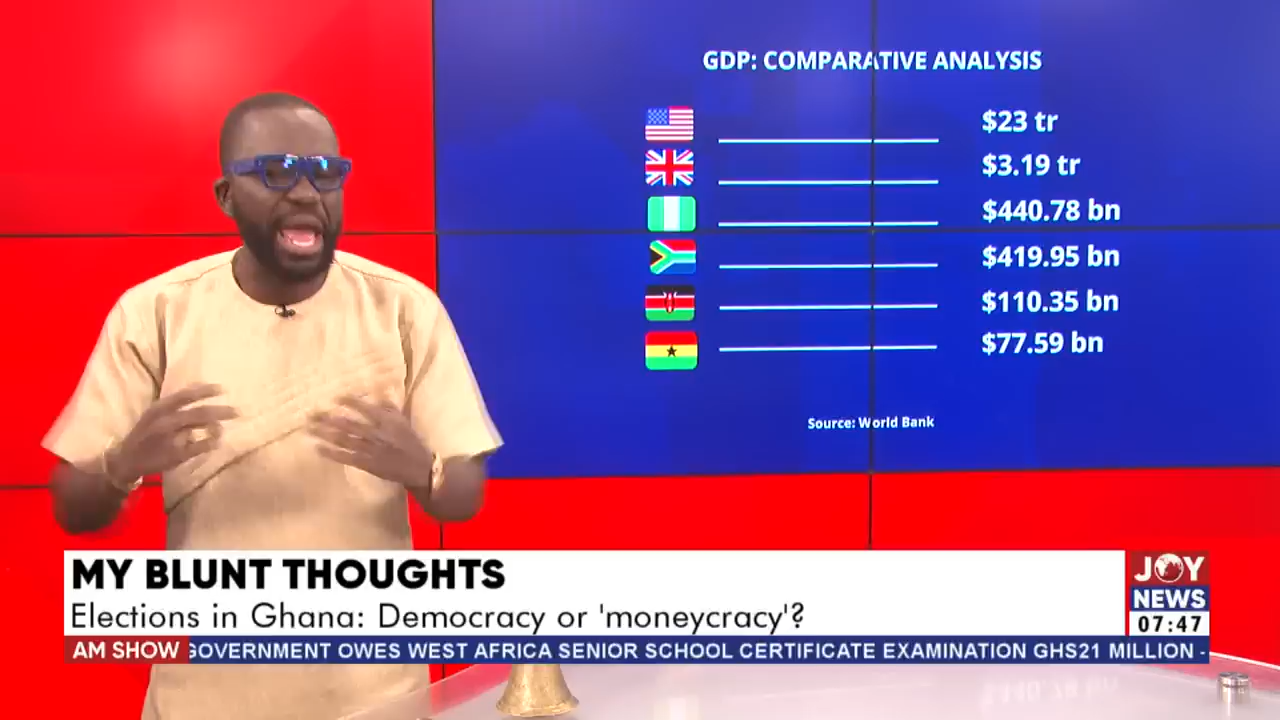 GDP: COMPARATIVE ANALYSIS
$23 tr
$3.19 tr
$440.78 bn
$419.95 bn
$110.35 bn
$77.59 bn
Source: World Bank
MY BLUNT THOUGHTS
Elections in Ghana: Democracy or 'moneycracy'?
JOY
NEWS
07:47
AM SHOW GOVERNMENT OWES WEST AFRICA SENIOR SCHOOL CERTIFICATE EXAMINATION GHS21 MILLION -